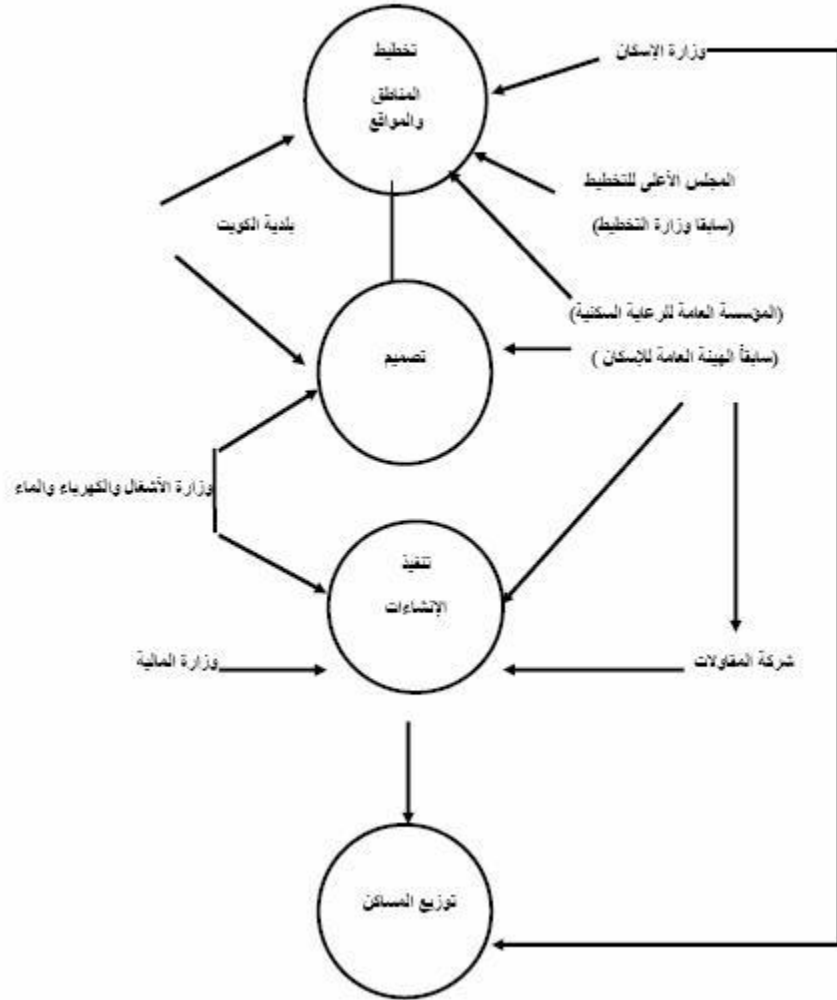 تخطيط
المناطق
والمواقع
وزارة الإسكان
المجلس الأعلى للتخطيط
(سابقا وزارة التخطيط)
بلدية الكويت
(المؤسسة العامة للرعاية السكنية)
(سابقاً الهيئة العامة للإسكان )
تصميم
وزارة الأشغال والكهرباء والماء
تنفيذ
الإنشاءات
شركة المقاولات
وزارة المالية
توزيع المساكن